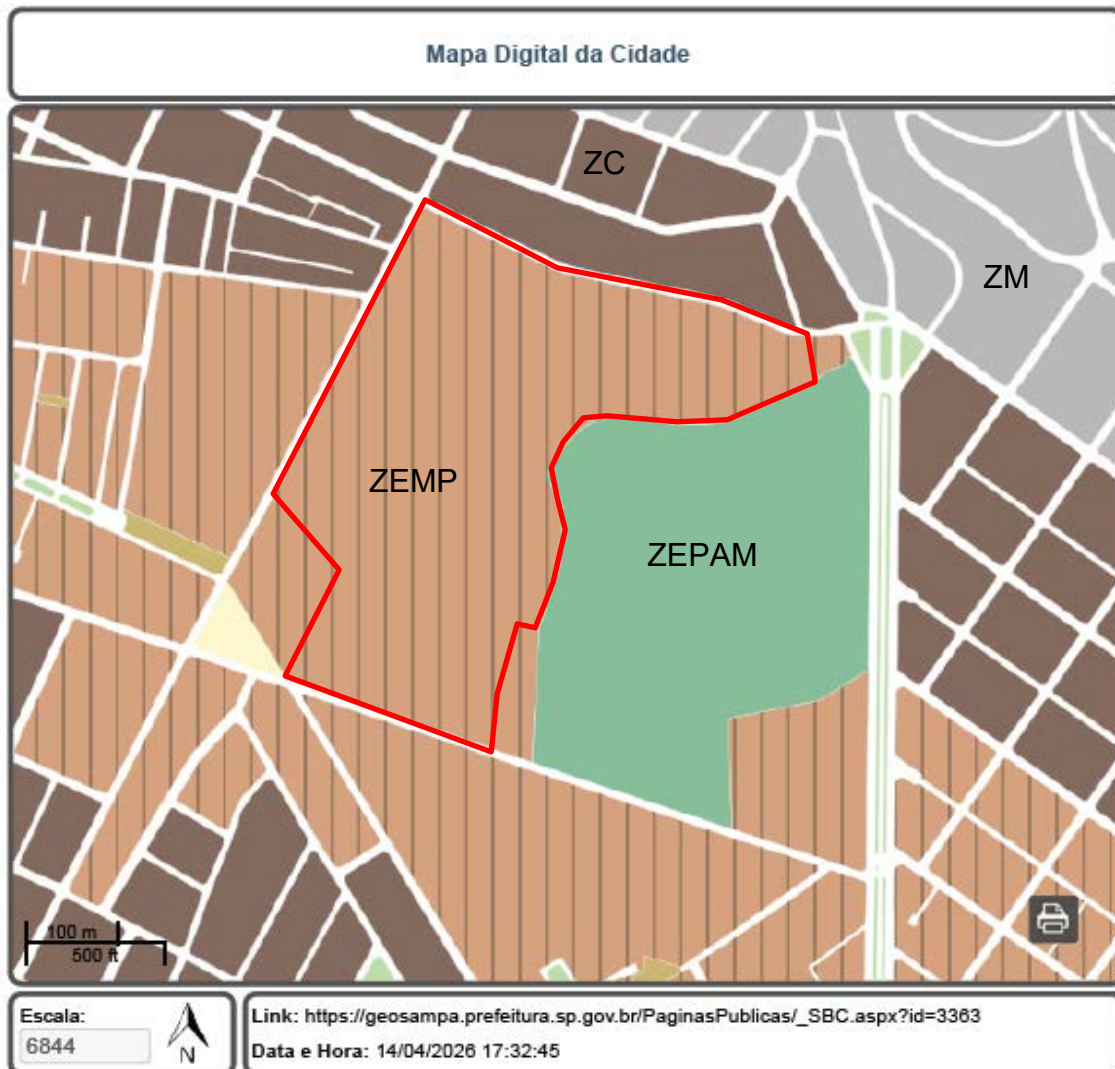 Mapa Digital da Cidade
ZC
ZM
ZEMP
ZEPAM
100 m
500 ft
Escala:
6844
N
Link: https://geosampa.prefeitura.sp.gov.br/PaginasPublicas/_SBC.aspx?id=3363
Data e Hora: 14/04/2026 17:32:45